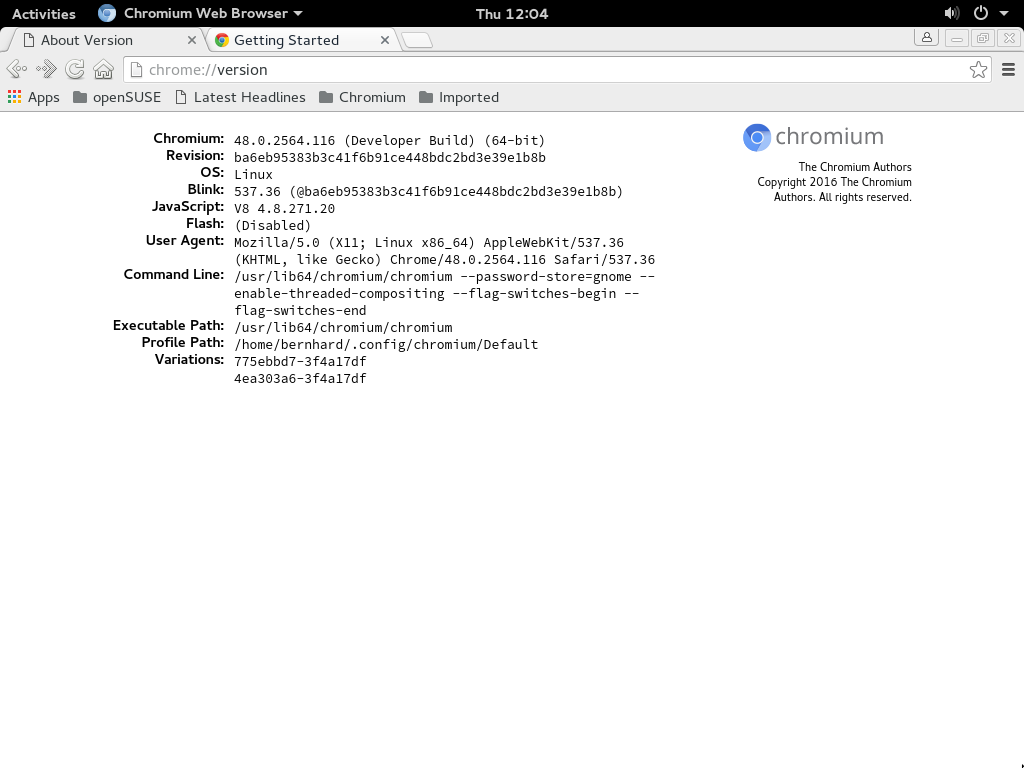 Activities Chromium Web Browser Thu 12:04
About Version Getting Started
chrome://version
Apps openSUSE Latest Headlines Chromium Imported
chromium
The Chromium Authors
Copyright 2016 The Chromium
Authors. All rights reserved.
Chromium: 48.0.2564.116 (Developer Build) (64-bit)
Revision: ba6eb95383b3c41f6b91ce448bdc2bd3e39e1b8b
OS: Linux
Blink: 537.36 (@ba6eb95383b3c41f6b91ce448bdc2bd3e39e1b8b)
JavaScript: V8 4.8.271.20
Flash: (Disabled)
User Agent: Mozilla/5.0 (X11; Linux x86_64) AppleWebKit/537.36
(KHTML, like Gecko) Chrome/48.0.2564.116 Safari/537.36
Command Line: /usr/lib64/chromium/chromium --password-store=gnome --
enable-threaded-compositing --flag-switches-begin --
flag-switches-end
Executable Path: /usr/lib64/chromium/chromium
Profile Path: /home/bernhard/.config/chromium/Default
Variations: 775ebbd7-3f4a17df
4ea303a6-3f4a17df